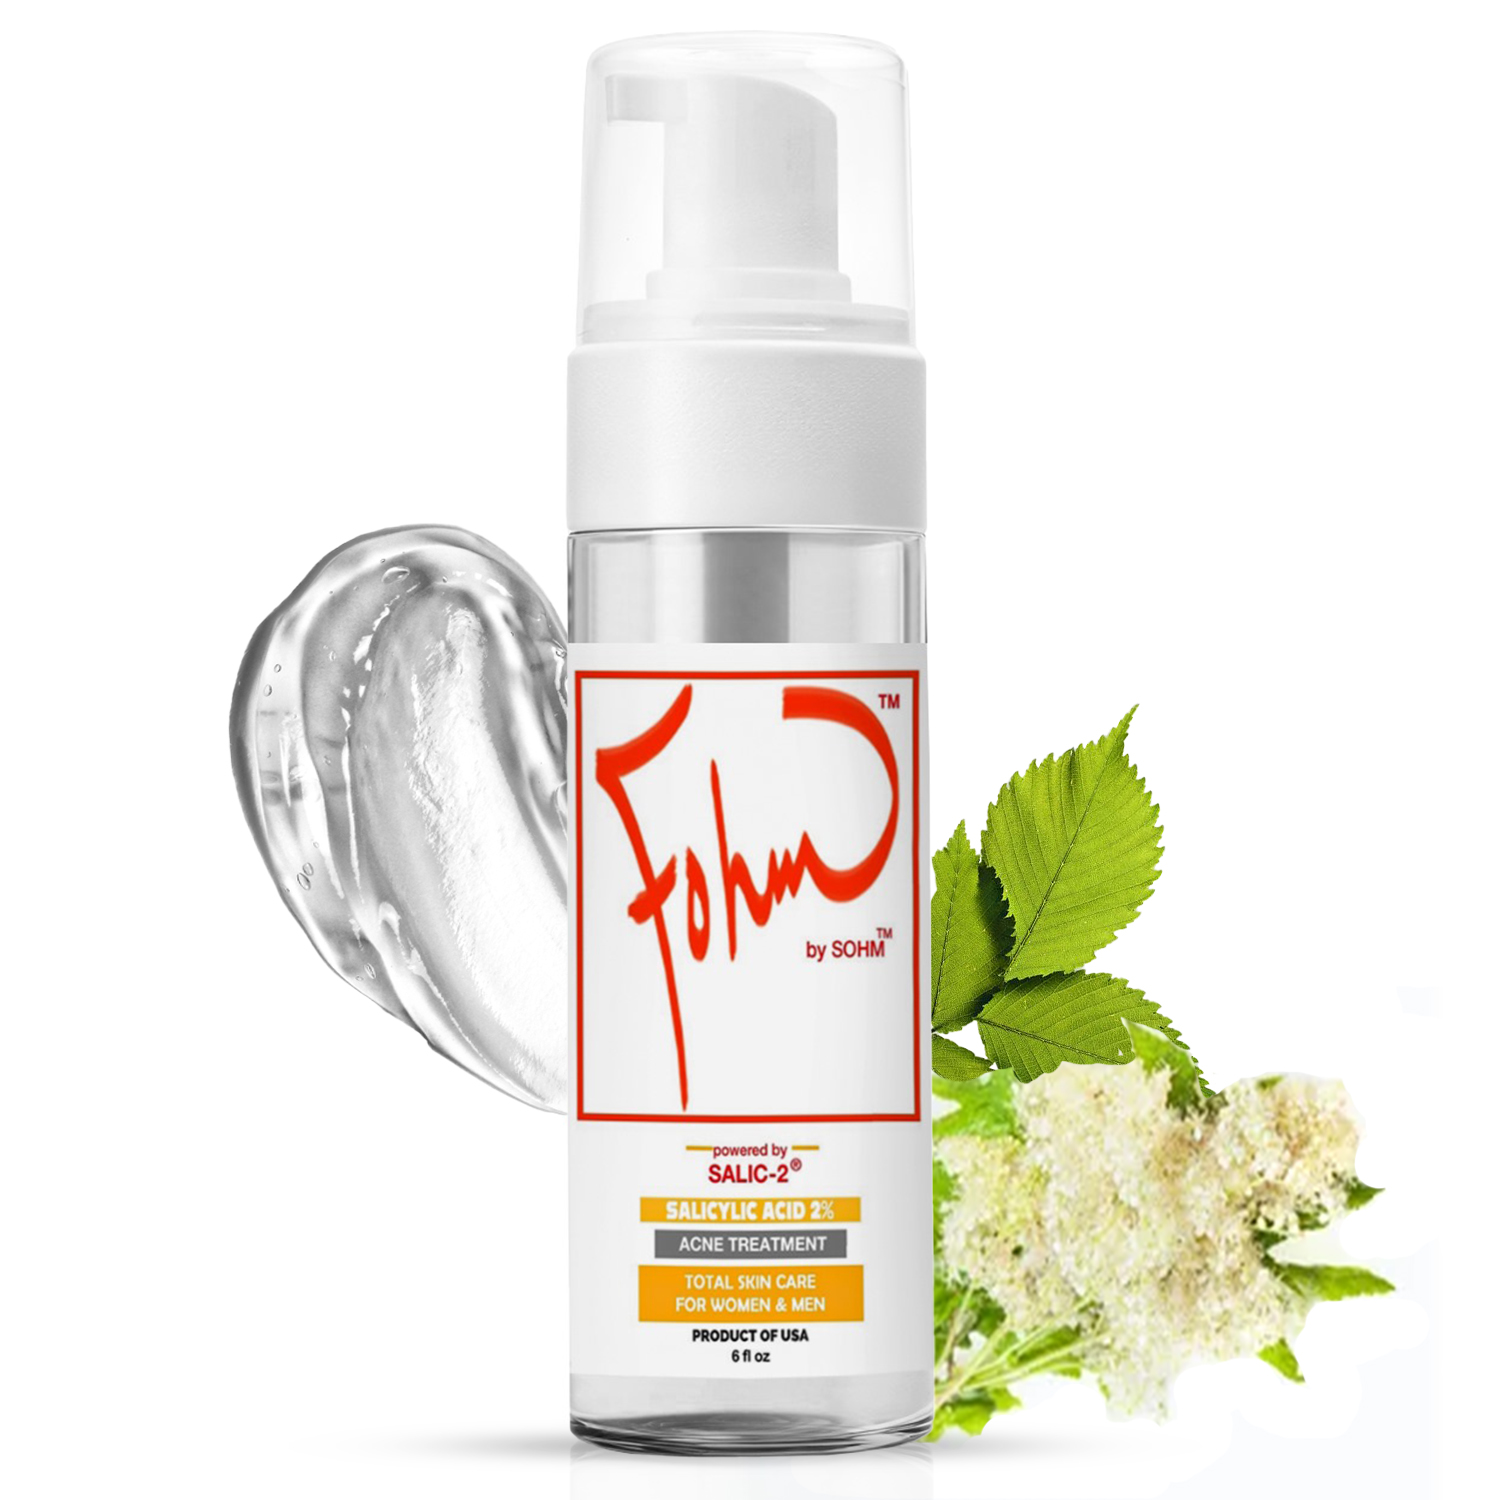 Fohm™
by SOHM™
powered by
SALIC-2®
SALICYLIC ACID 2%
ACNE TREATMENT
TOTAL SKIN CARE
FOR WOMEN & MEN
PRODUCT OF USA
6 fl oz